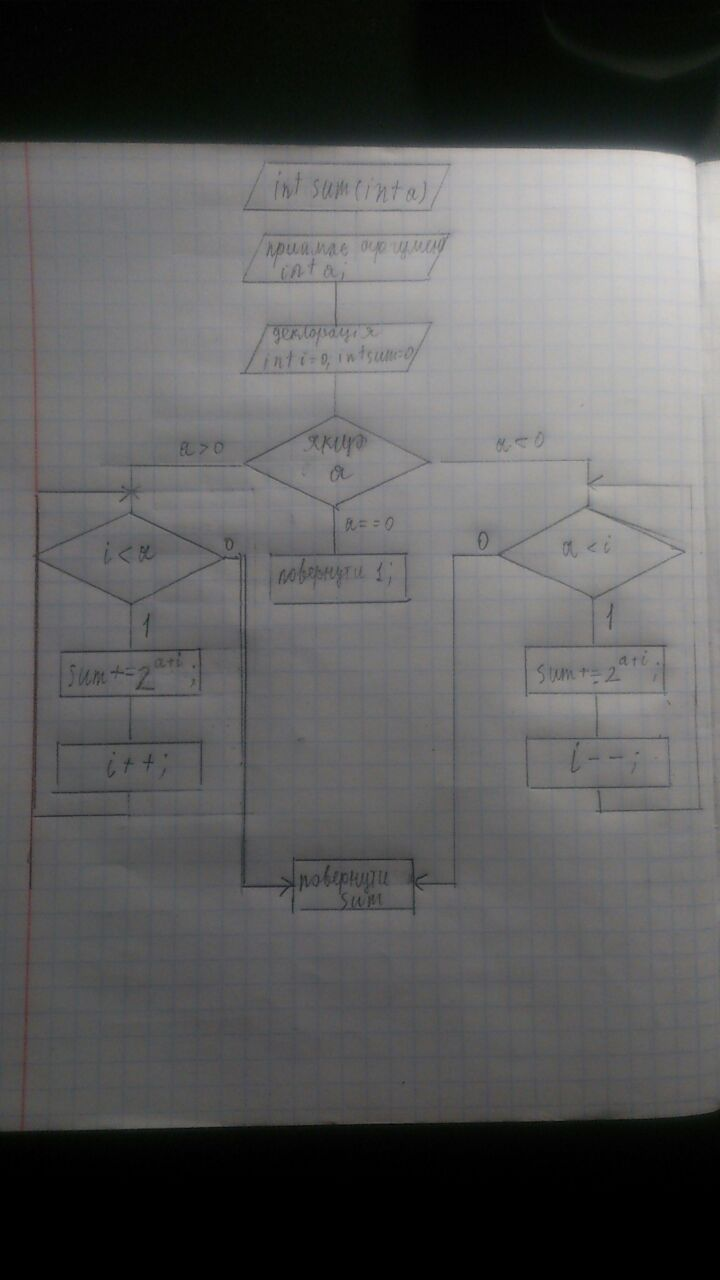 int sum(int a)
приймає аргумент
int a;
декларація
int i=0, int sum=0
якщо
a
a>0
a<0
a==0
i<a
0
повернути 1;
0
a<i
1
1
sum+=2^{a+i};
sum+=2^{a+i};
i++;
i--;
повернути
sum